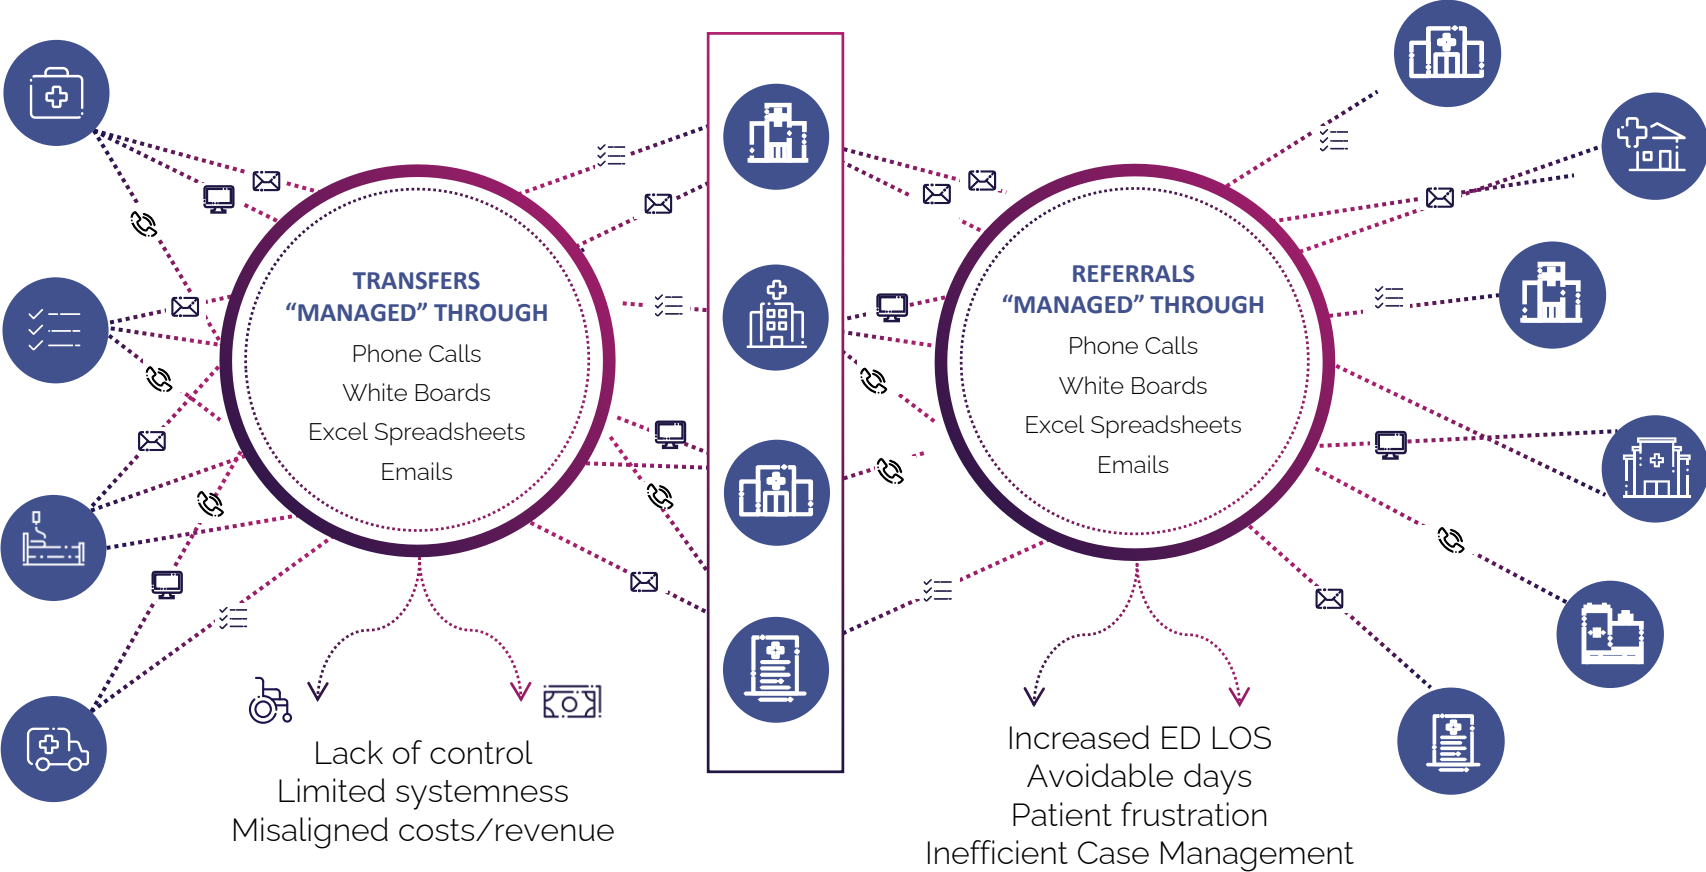 TRANSFERS
“MANAGED” THROUGH
Phone Calls
White Boards
Excel Spreadsheets
Emails
Lack of control
Limited systemness
Misaligned costs/revenue
REFERRALS
“MANAGED” THROUGH
Phone Calls
White Boards
Excel Spreadsheets
Emails
Increased ED LOS
Avoidable days
Patient frustration
Inefficient Case Management